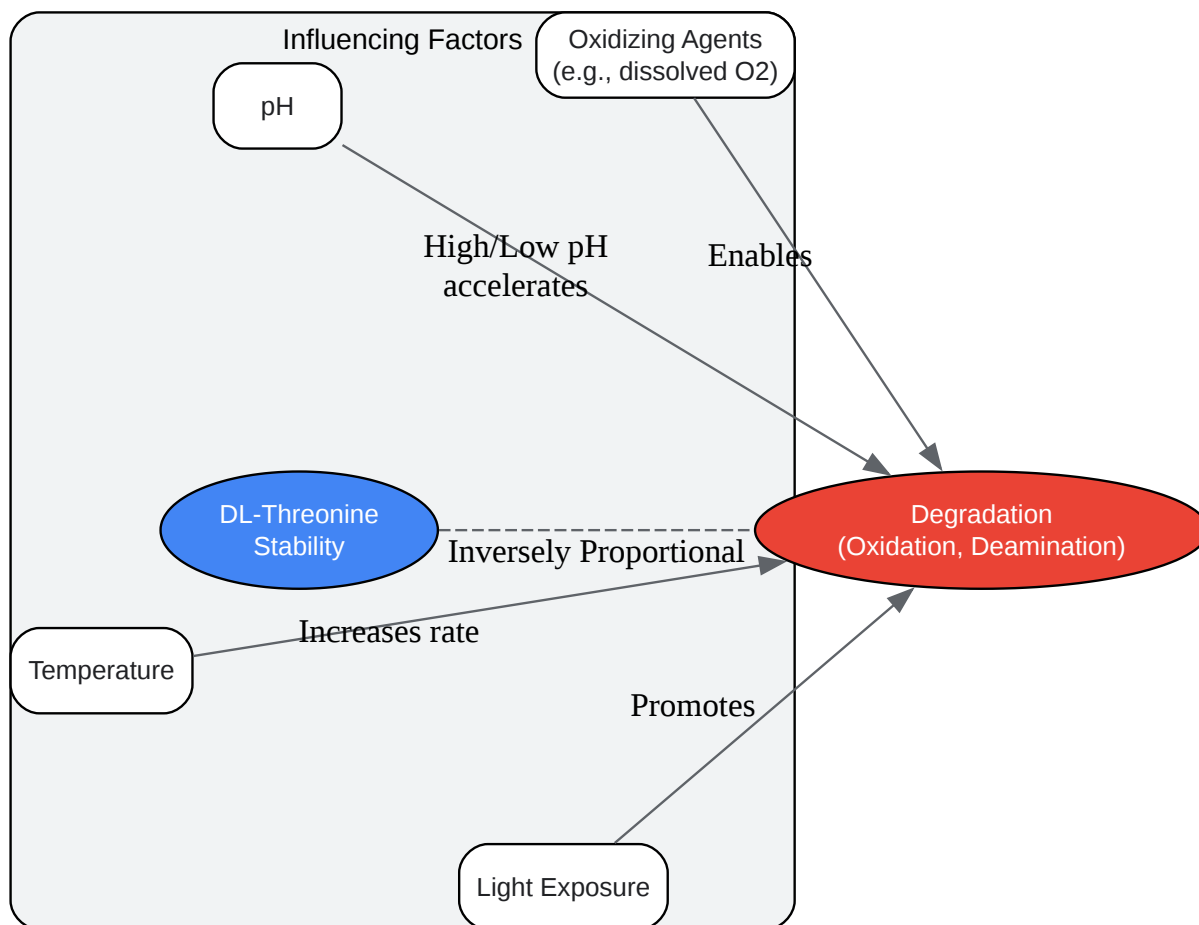 Influencing Factors
Oxidizing Agents
(e.g., dissolved O2)
pH
High/Low pH
accelerates
Enables
DL-Threonine
Stability
Inversely Proportional
Degradation
(Oxidation, Deamination)
Increases rate
Temperature
Promotes
Light Exposure